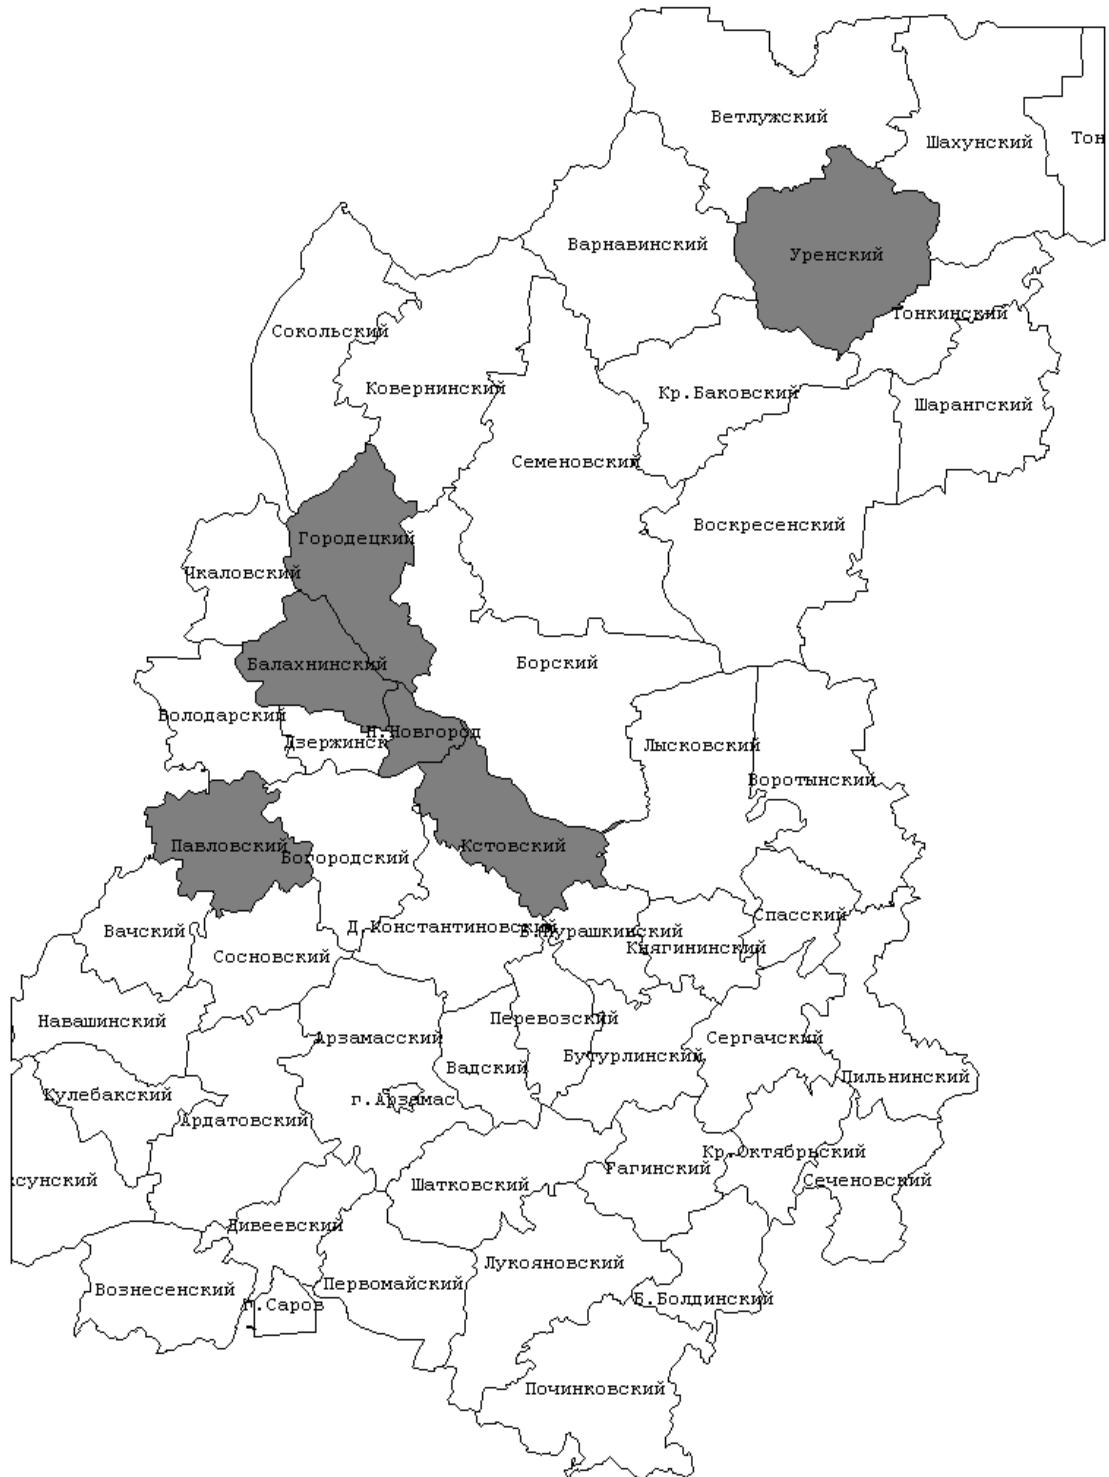 Ветлужский
Шахунский
Тон
Варнавинский
Уренский
Тонкинский
Сокольский
Ковернинский
Кр.Баковский
Шарангский
Семеновский
Воскресенский
Городецкий
Чкаловский
Балахнинский
Борский
Володарский
Н.Новгород
Дзержинск
Лысковский
Воротынский
Павловский
Кстовский
Богородский
Спасский
Д.Константиновский
Б.Мурашкинский
Вачский
Княгининский
Сосновский
Навашинский
Перевозский
Арзамасский
Сергачский
Бутурлинский
Вадский
Пильнинский
Кулебакский
г.Арзамас
Ардатовский
Кр.Октябрьский
Гагинский
ксунский
Шатковский
Сеченовский
Дивеевский
Лукояновский
Вознесенский
Первомайский
Б.Болдинский
г.Саров
Починковский